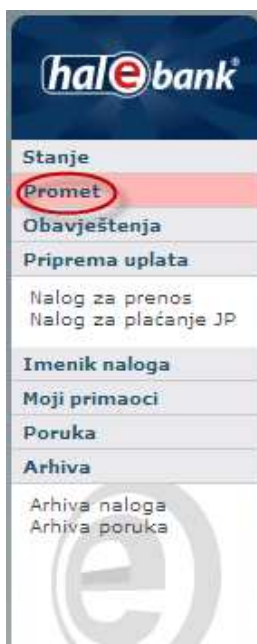 halebank
Stanje
Promet
Obavještenja
Priprema uplata
Nalog za prenos
Nalog za plaćanje JP
Imenik naloga
Moji primaoci
Poruka
Arhiva
Arhiva naloga
Arhiva poruka